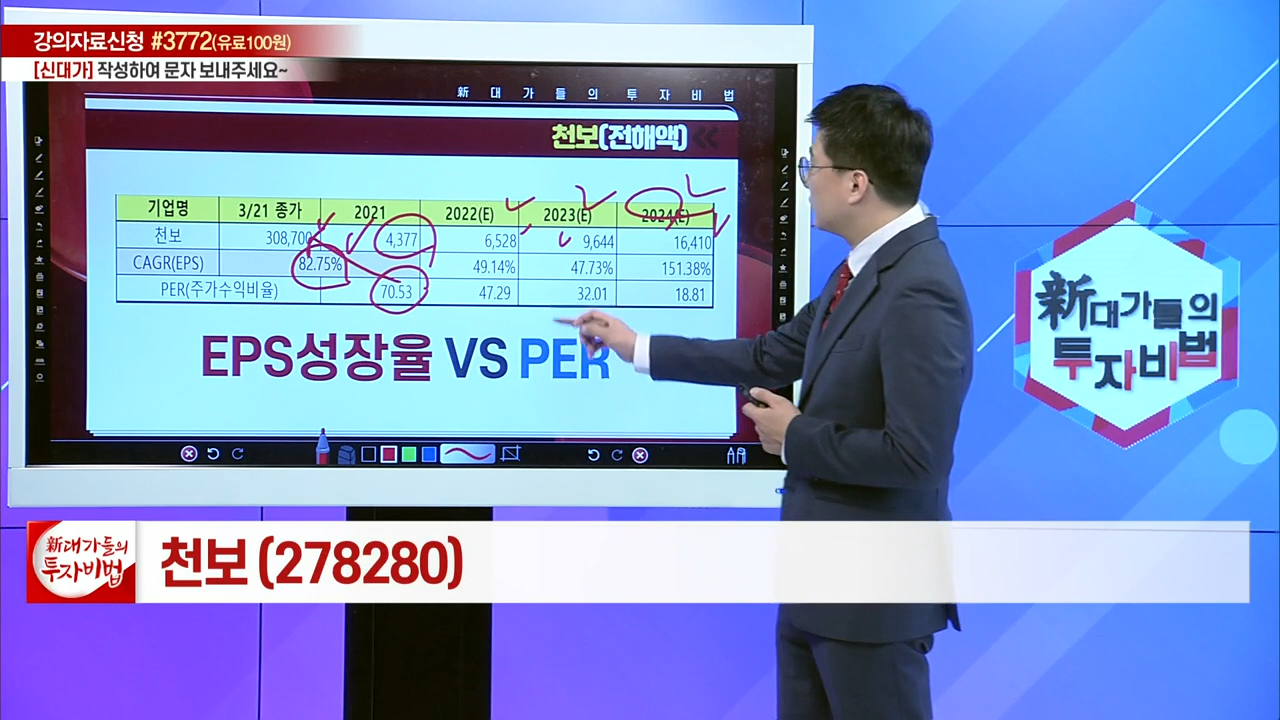 강의자료신청 #3772(유료100원)
[신대가] 작성하여 문자 보내주세요~
新대가들의 투자비법
천보(전해액)
기업명 3/21 종가 2021 2022(E) 2023(E) 2024(E)
천보 308,700 4,377 6,528 9,644 16,410
CAGR(EPS) 82.75% 49.14% 47.73% 151.38%
PER(주가수익비율) 70.53 47.29 32.01 18.81
EPS성장율 VS PER
新대가들의
투자비법
新대가들의
투자비법
천보(278280)